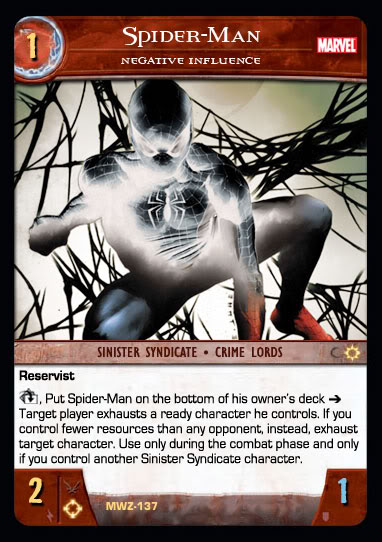 1
SPIDER-MAN
MARVEL
NEGATIVE INFLUENCE
SINISTER SYNDICATE • CRIME LORDS
C
Reservist
, Put Spider-Man on the bottom of his owner's deck ➔
Target player exhausts a ready character he controls. If you
control fewer resources than any opponent, instead, exhaust
target character. Use only during the combat phase and only
if you control another Sinister Syndicate character.
2
MWZ-137
1